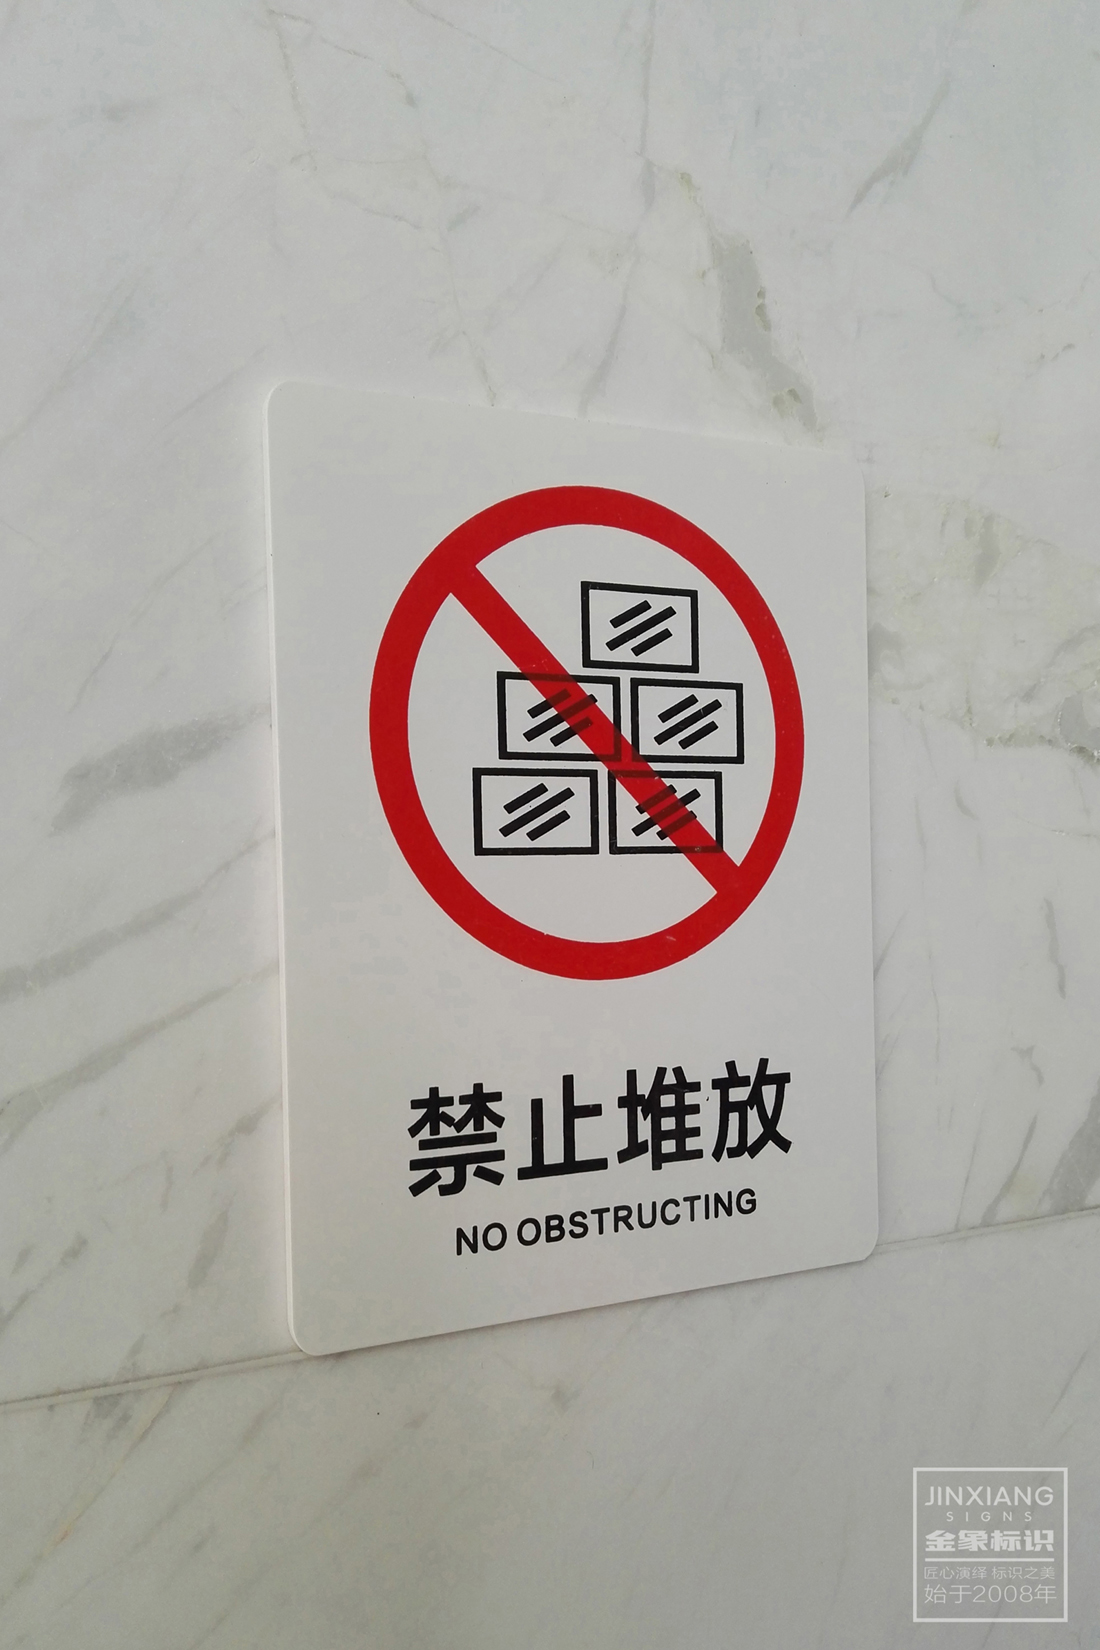 禁止堆放
NO OBSTRUCTING
JINXIANG
SIGNS
金象标识
匠心演绎 标识之美
始于2008年